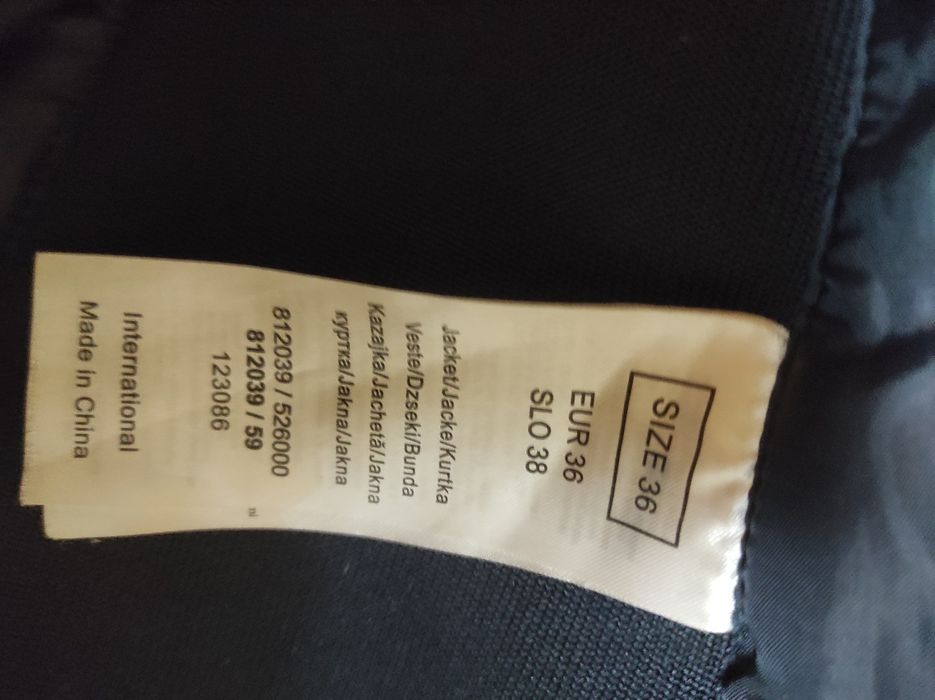 SIZE 36
EUR 36
SLO 38
Jacket/Jacke/Kurtka
Veste/Dzseki/Bunda
Kazajka/Jachetă/Jakna
куртка/Jakna/Jakna
812039 / 526000
812039 / 59
123086
International
Made in China